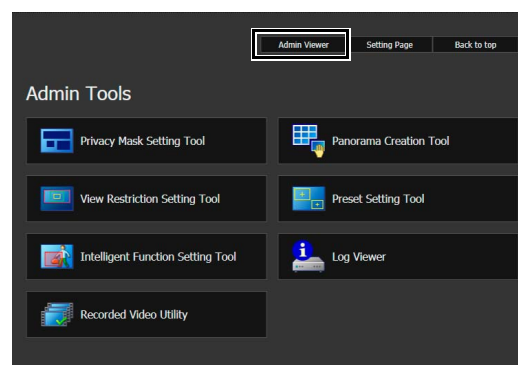 Admin Viewer Setting Page Back to top
Admin Tools
Privacy Mask Setting Tool
Panorama Creation Tool
View Restriction Setting Tool
Preset Setting Tool
Intelligent Function Setting Tool
Log Viewer
Recorded Video Utility